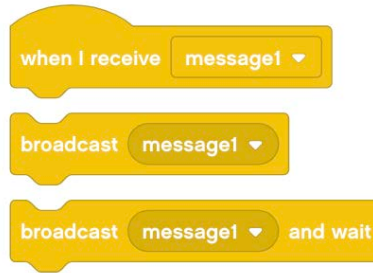 when I receive message1
broadcast message1
broadcast message1 and wait